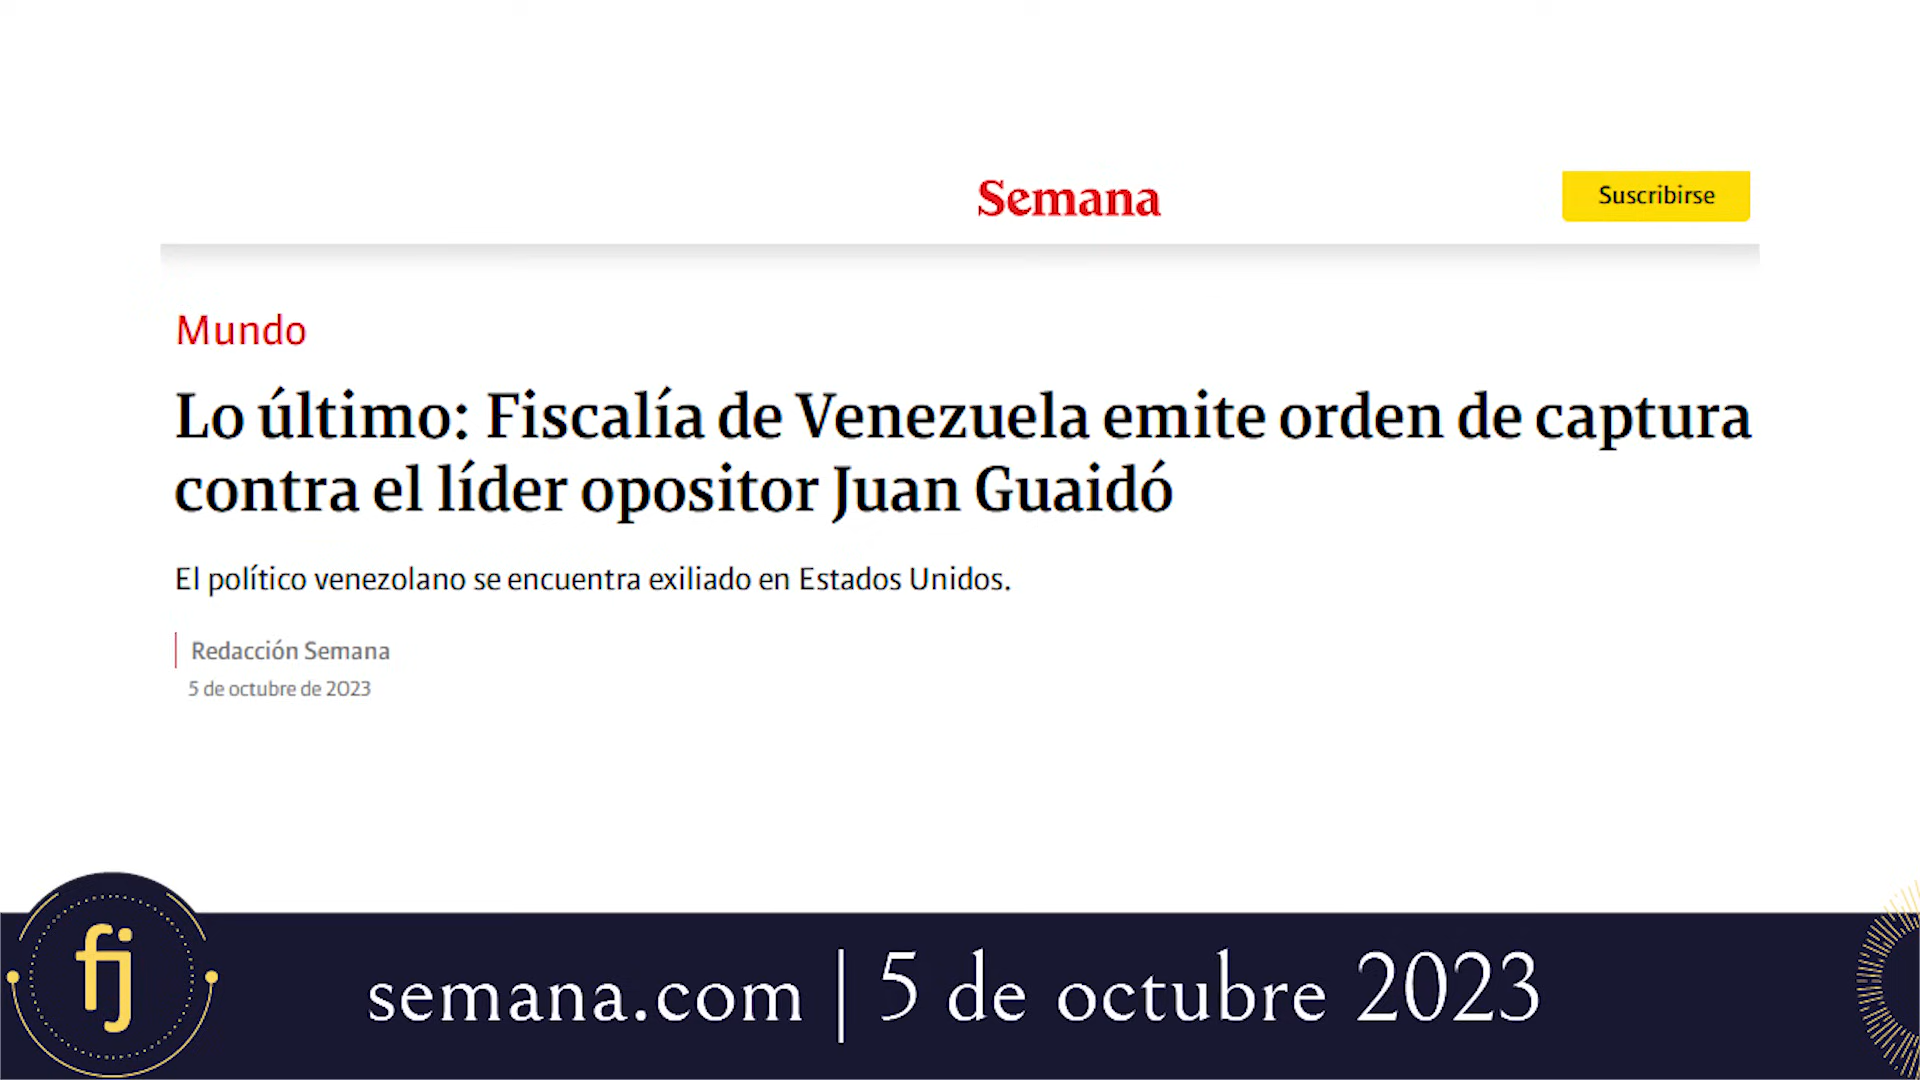 Semana
Suscribirse
Mundo
Lo último: Fiscalía de Venezuela emite orden de captura
contra el líder opositor Juan Guaidó
El político venezolano se encuentra exiliado en Estados Unidos.
Redacción Semana
5 de octubre de 2023
fj
semana.com | 5 de octubre 2023